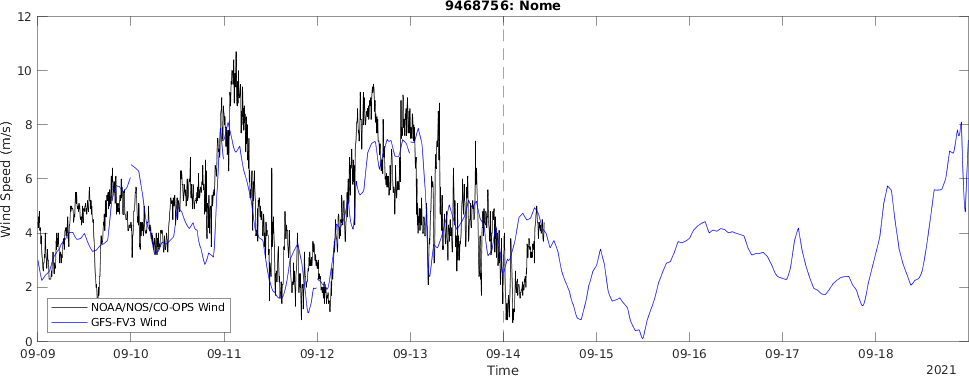 9468756: Nome
Wind Speed (m/s)
12
10
8
6
4
2
0
NOAA/NOS/CO-OPS Wind
GFS-FV3 Wind
09-09 09-10 09-11 09-12 09-13 09-14 09-15 09-16 09-17 09-18
Time
2021